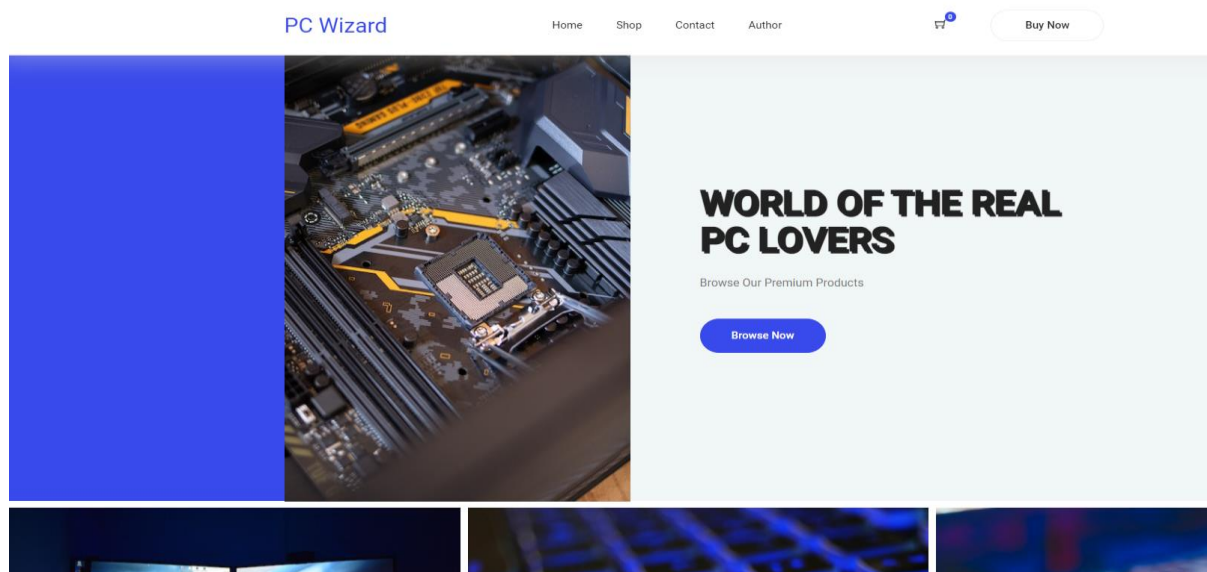 PC Wizard
Home
Shop
Contact
Author
0
Buy Now
WORLD OF THE REAL
PC LOVERS
Browse Our Premium Products
Browse Now